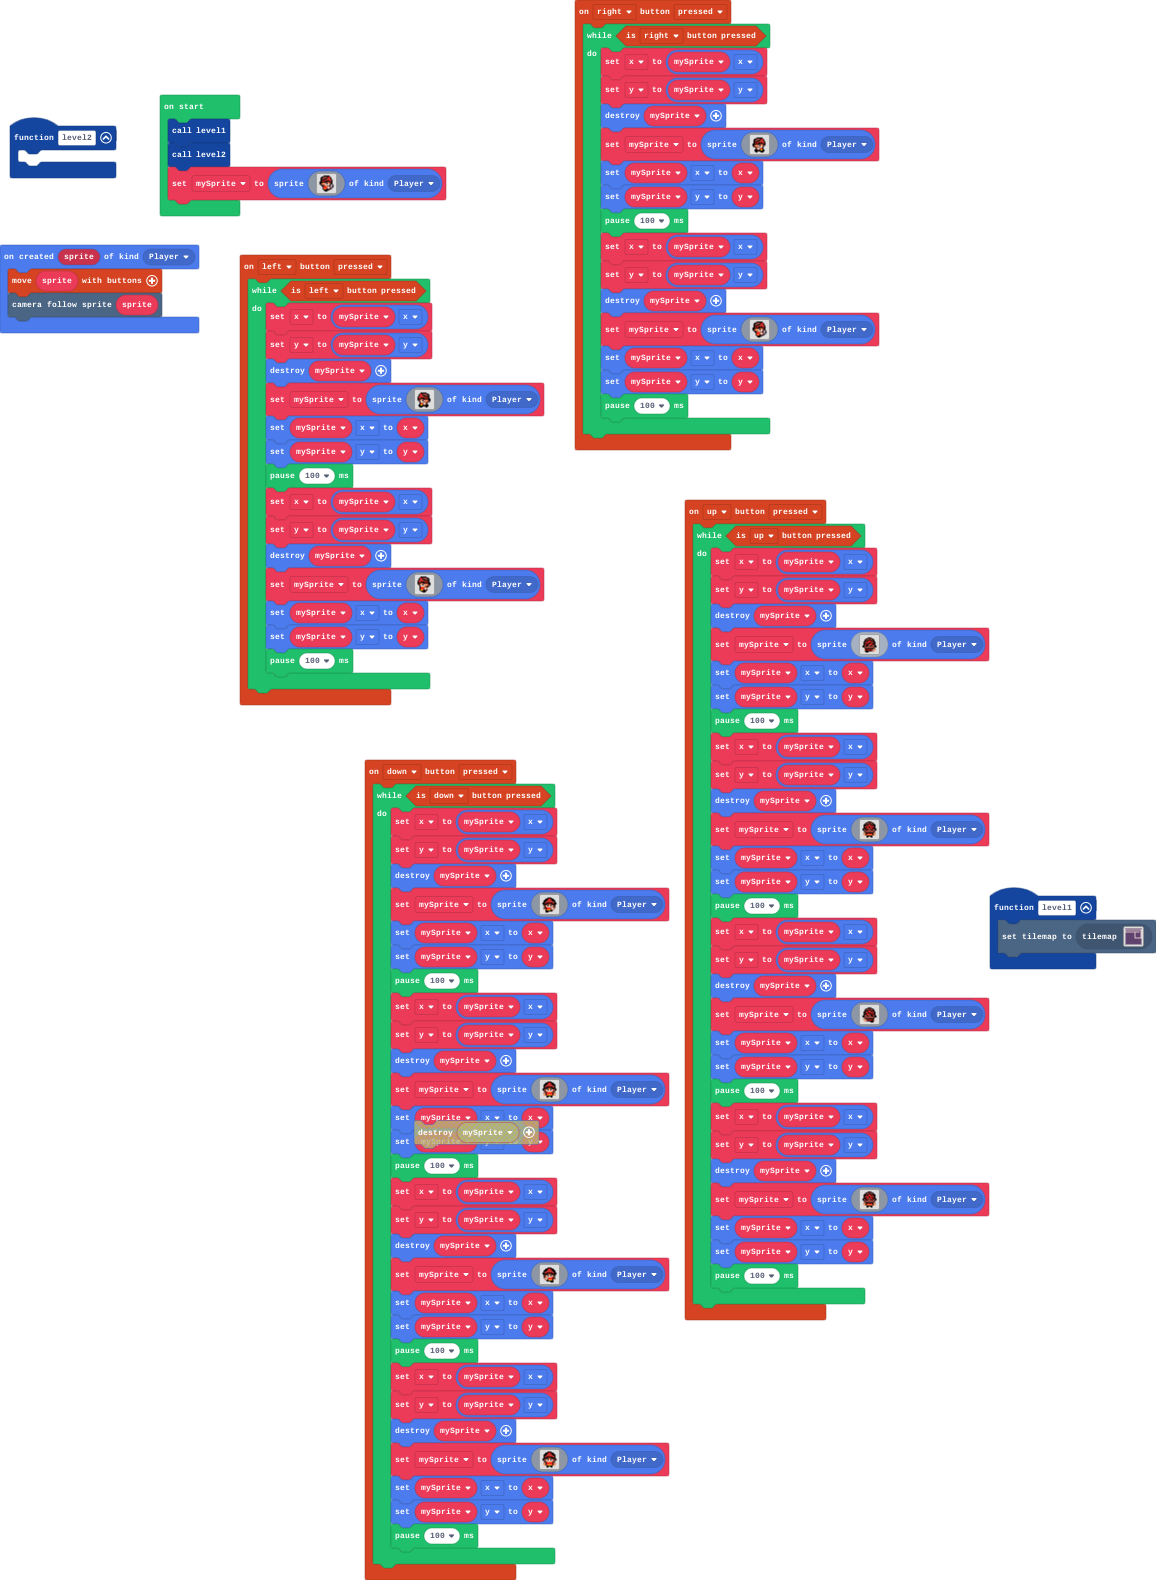 function level2
on start
call level1
call level2
set mySprite to sprite of kind Player
on created sprite of kind Player
move sprite with buttons
camera follow sprite sprite
on left button pressed
while is left button pressed
do
set x to mySprite x
set y to mySprite y
destroy mySprite
set mySprite to sprite of kind Player
set mySprite x to x
set mySprite y to y
pause 100 ms
set x to mySprite x
set y to mySprite y
destroy mySprite
set mySprite to sprite of kind Player
set mySprite x to x
set mySprite y to y
pause 100 ms
on right button pressed
while is right button pressed
do
set x to mySprite x
set y to mySprite y
destroy mySprite
set mySprite to sprite of kind Player
set mySprite x to x
set mySprite y to y
pause 100 ms
set x to mySprite x
set y to mySprite y
destroy mySprite
set mySprite to sprite of kind Player
set mySprite x to x
set mySprite y to y
pause 100 ms
on down button pressed
while is down button pressed
do
set x to mySprite x
set y to mySprite y
destroy mySprite
set mySprite to sprite of kind Player
set mySprite x to x
set mySprite y to y
pause 100 ms
set x to mySprite x
set y to mySprite y
destroy mySprite
set mySprite to sprite of kind Player
set mySprite x to x
destroy mySprite
set
pause 100 ms
set x to mySprite x
set y to mySprite y
destroy mySprite
set mySprite to sprite of kind Player
set mySprite x to x
set mySprite y to y
pause 100 ms
set x to mySprite x
set y to mySprite y
destroy mySprite
set mySprite to sprite of kind Player
set mySprite x to x
set mySprite y to y
pause 100 ms
on up button pressed
while is up button pressed
do
set x to mySprite x
set y to mySprite y
destroy mySprite
set mySprite to sprite of kind Player
set mySprite x to x
set mySprite y to y
pause 100 ms
set x to mySprite x
set y to mySprite y
destroy mySprite
set mySprite to sprite of kind Player
set mySprite x to x
set mySprite y to y
pause 100 ms
set x to mySprite x
set y to mySprite y
destroy mySprite
set mySprite to sprite of kind Player
set mySprite x to x
set mySprite y to y
pause 100 ms
set x to mySprite x
set y to mySprite y
destroy mySprite
set mySprite to sprite of kind Player
set mySprite x to x
set mySprite y to y
pause 100 ms
function level1
set tilemap to tilemap